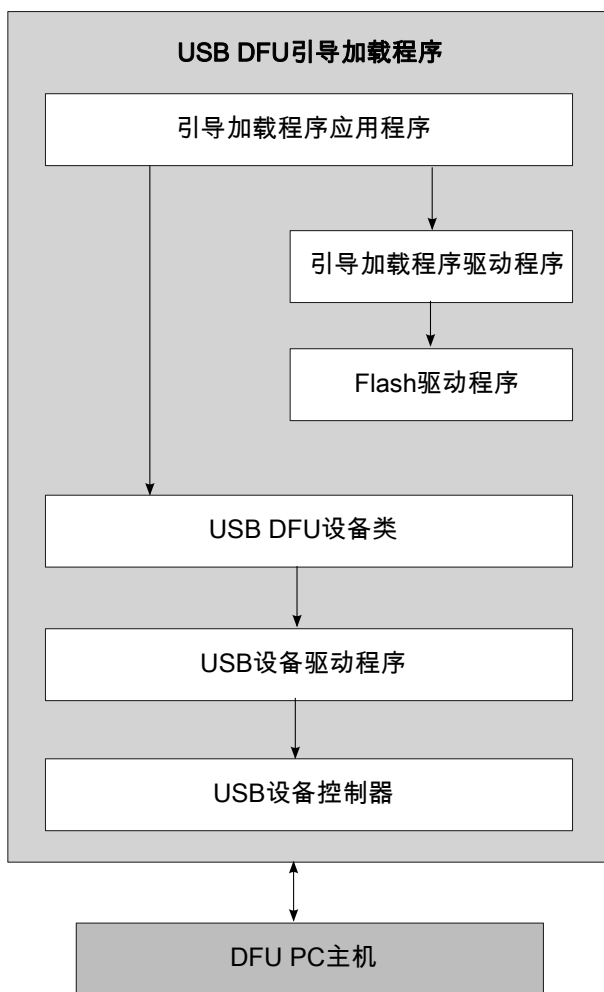 USB DFU引导加载程序
引导加载程序应用程序
引导加载程序驱动程序
Flash驱动程序
USB DFU设备类
USB设备驱动程序
USB设备控制器
DFU PC主机